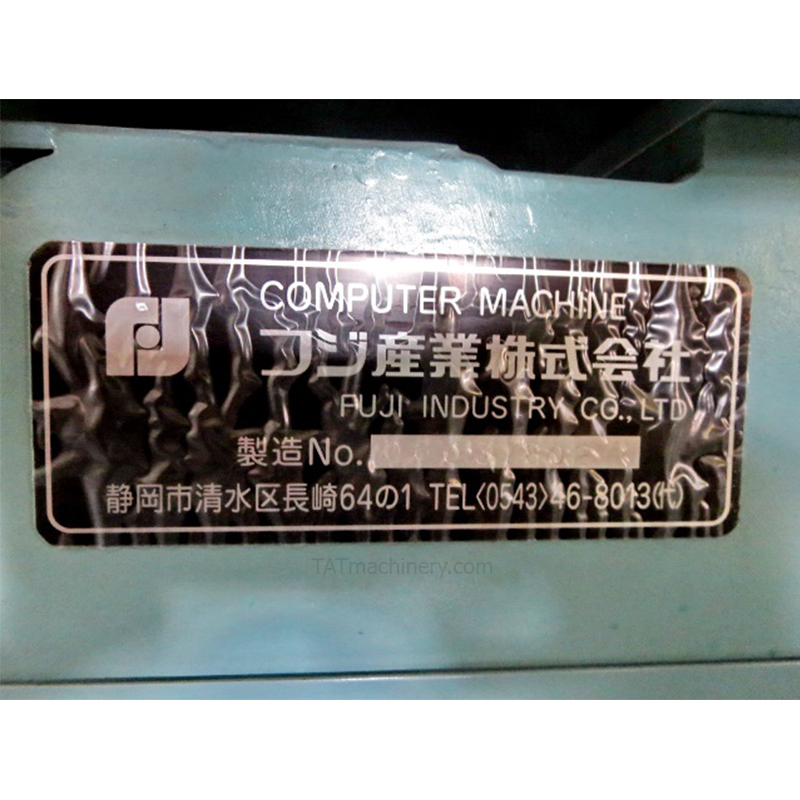 COMPUTER MACHINE
フジ産業株式会社
FUJI INDUSTRY CO.,LTD
製造No.
静岡市清水区長崎64の1 TEL〈0543〉46-8013㈹
TATmachinery.com